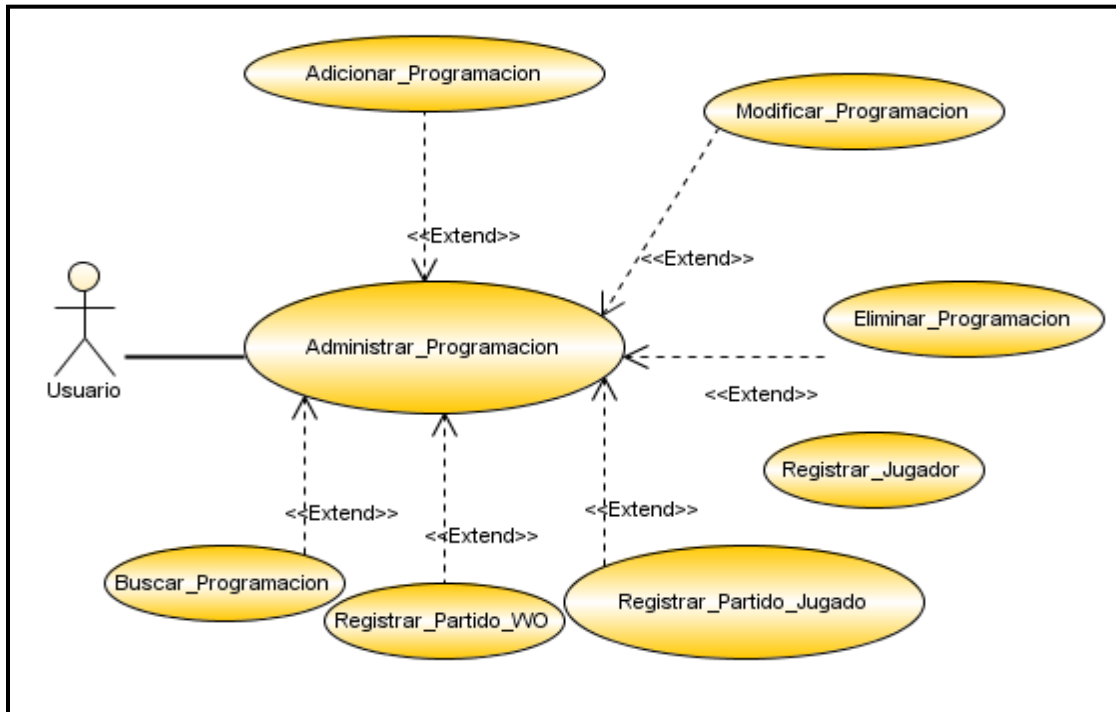 Adicionar_Programacion
Modificar_Programacion
<<Extend>>
<<Extend>>
Eliminar_Programacion
Administrar_Programacion
Usuario
<<Extend>>
Registrar_Jugador
<<Extend>>
<<Extend>>
<<Extend>>
Buscar_Programacion
Registrar_Partido_WO
Registrar_Partido_Jugado